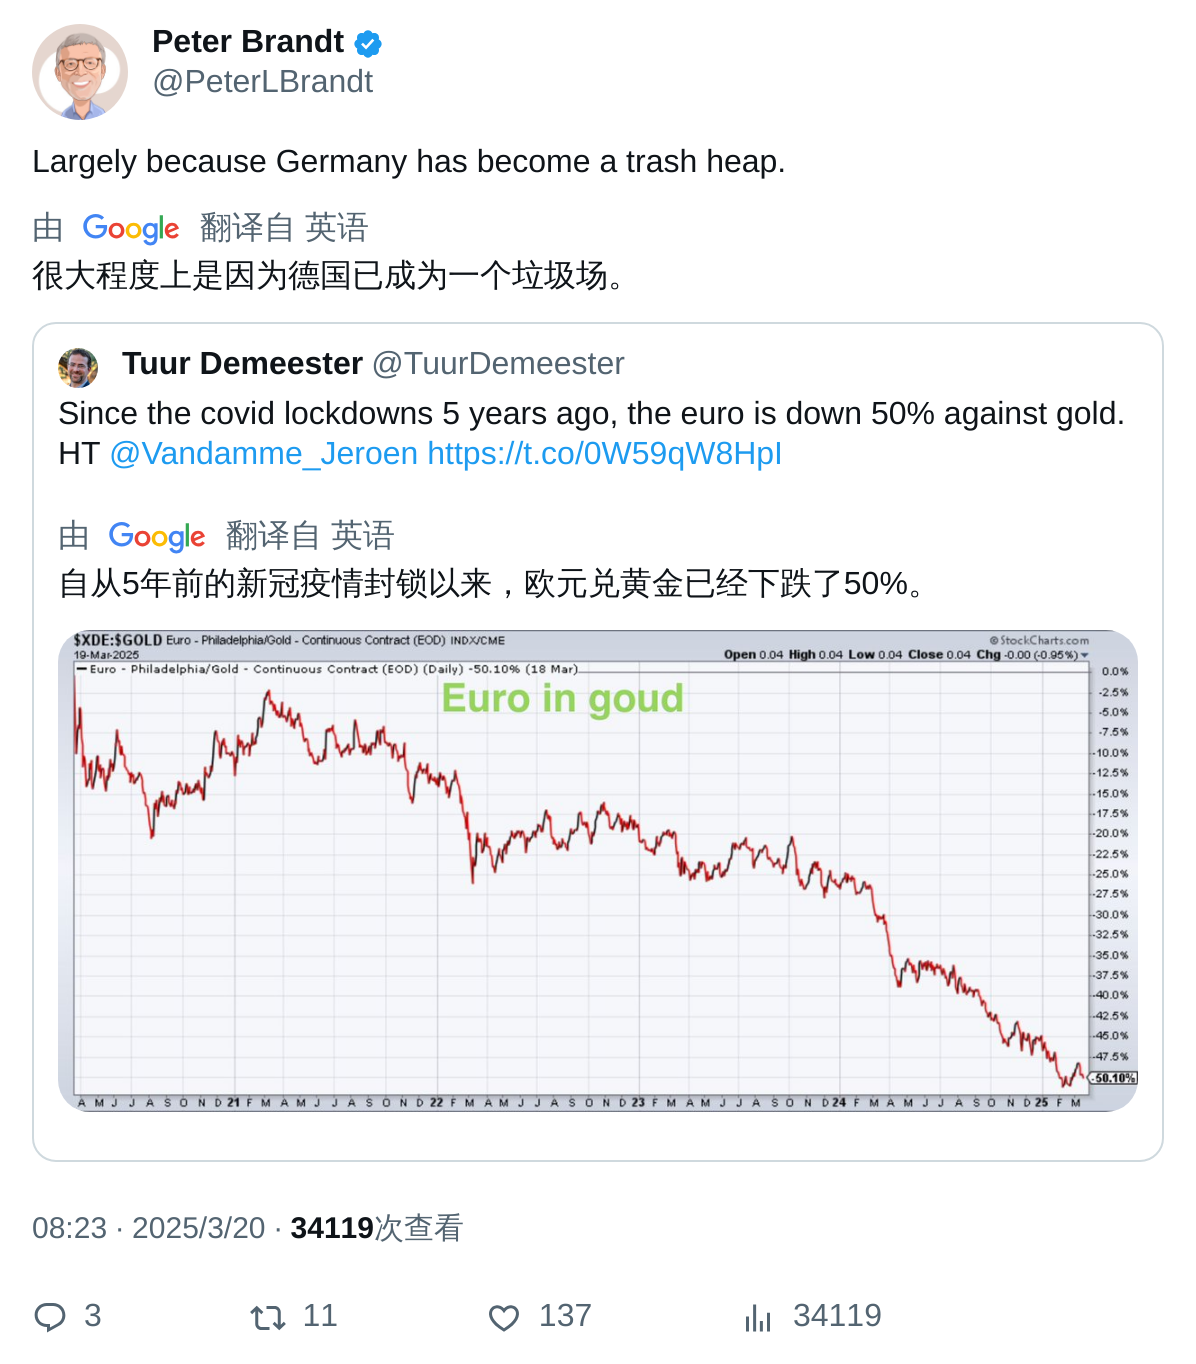 Peter Brandt
@PeterLBrandt
Largely because Germany has become a trash heap.
由 Google 翻译自 英语
很大程度上是因为德国已成为一个垃圾场。
Tuur Demeester @TuurDemeester
Since the covid lockdowns 5 years ago, the euro is down 50% against gold.
HT @Vandamme_Jeroen https://t.co/0W59qW8HpI
由 Google 翻译自 英语
自从5年前的新冠疫情封锁以来，欧元兑黄金已经下跌了50%。
$XDE:$GOLD Euro - Philadelphia/Gold - Continuous Contract (EOD) INDX/CME
© StockCharts.com
19-Mar-2025
Open 0.04 High 0.04 Low 0.04 Close 0.04 Chg -0.00 (-0.95%)
Euro - Philadelphia/Gold - Continuous Contract (EOD) (Daily) -50.10% (18 Mar)
Euro in goud
0.0%
-2.5%
-5.0%
-7.5%
-10.0%
-12.5%
-15.0%
-17.5%
-20.0%
-22.5%
-25.0%
-27.5%
-30.0%
-32.5%
-35.0%
-37.5%
-40.0%
-42.5%
-45.0%
-47.5%
-50.10%
A M J J A S O N D 21 F M A M J J A S O N D 22 F M A M J J A S O N D 23 F M A M J J A S O N D 24 F M A M J J A S O N D 25 F M
08:23 · 2025/3/20 · 34119次查看
3 11 137 34119